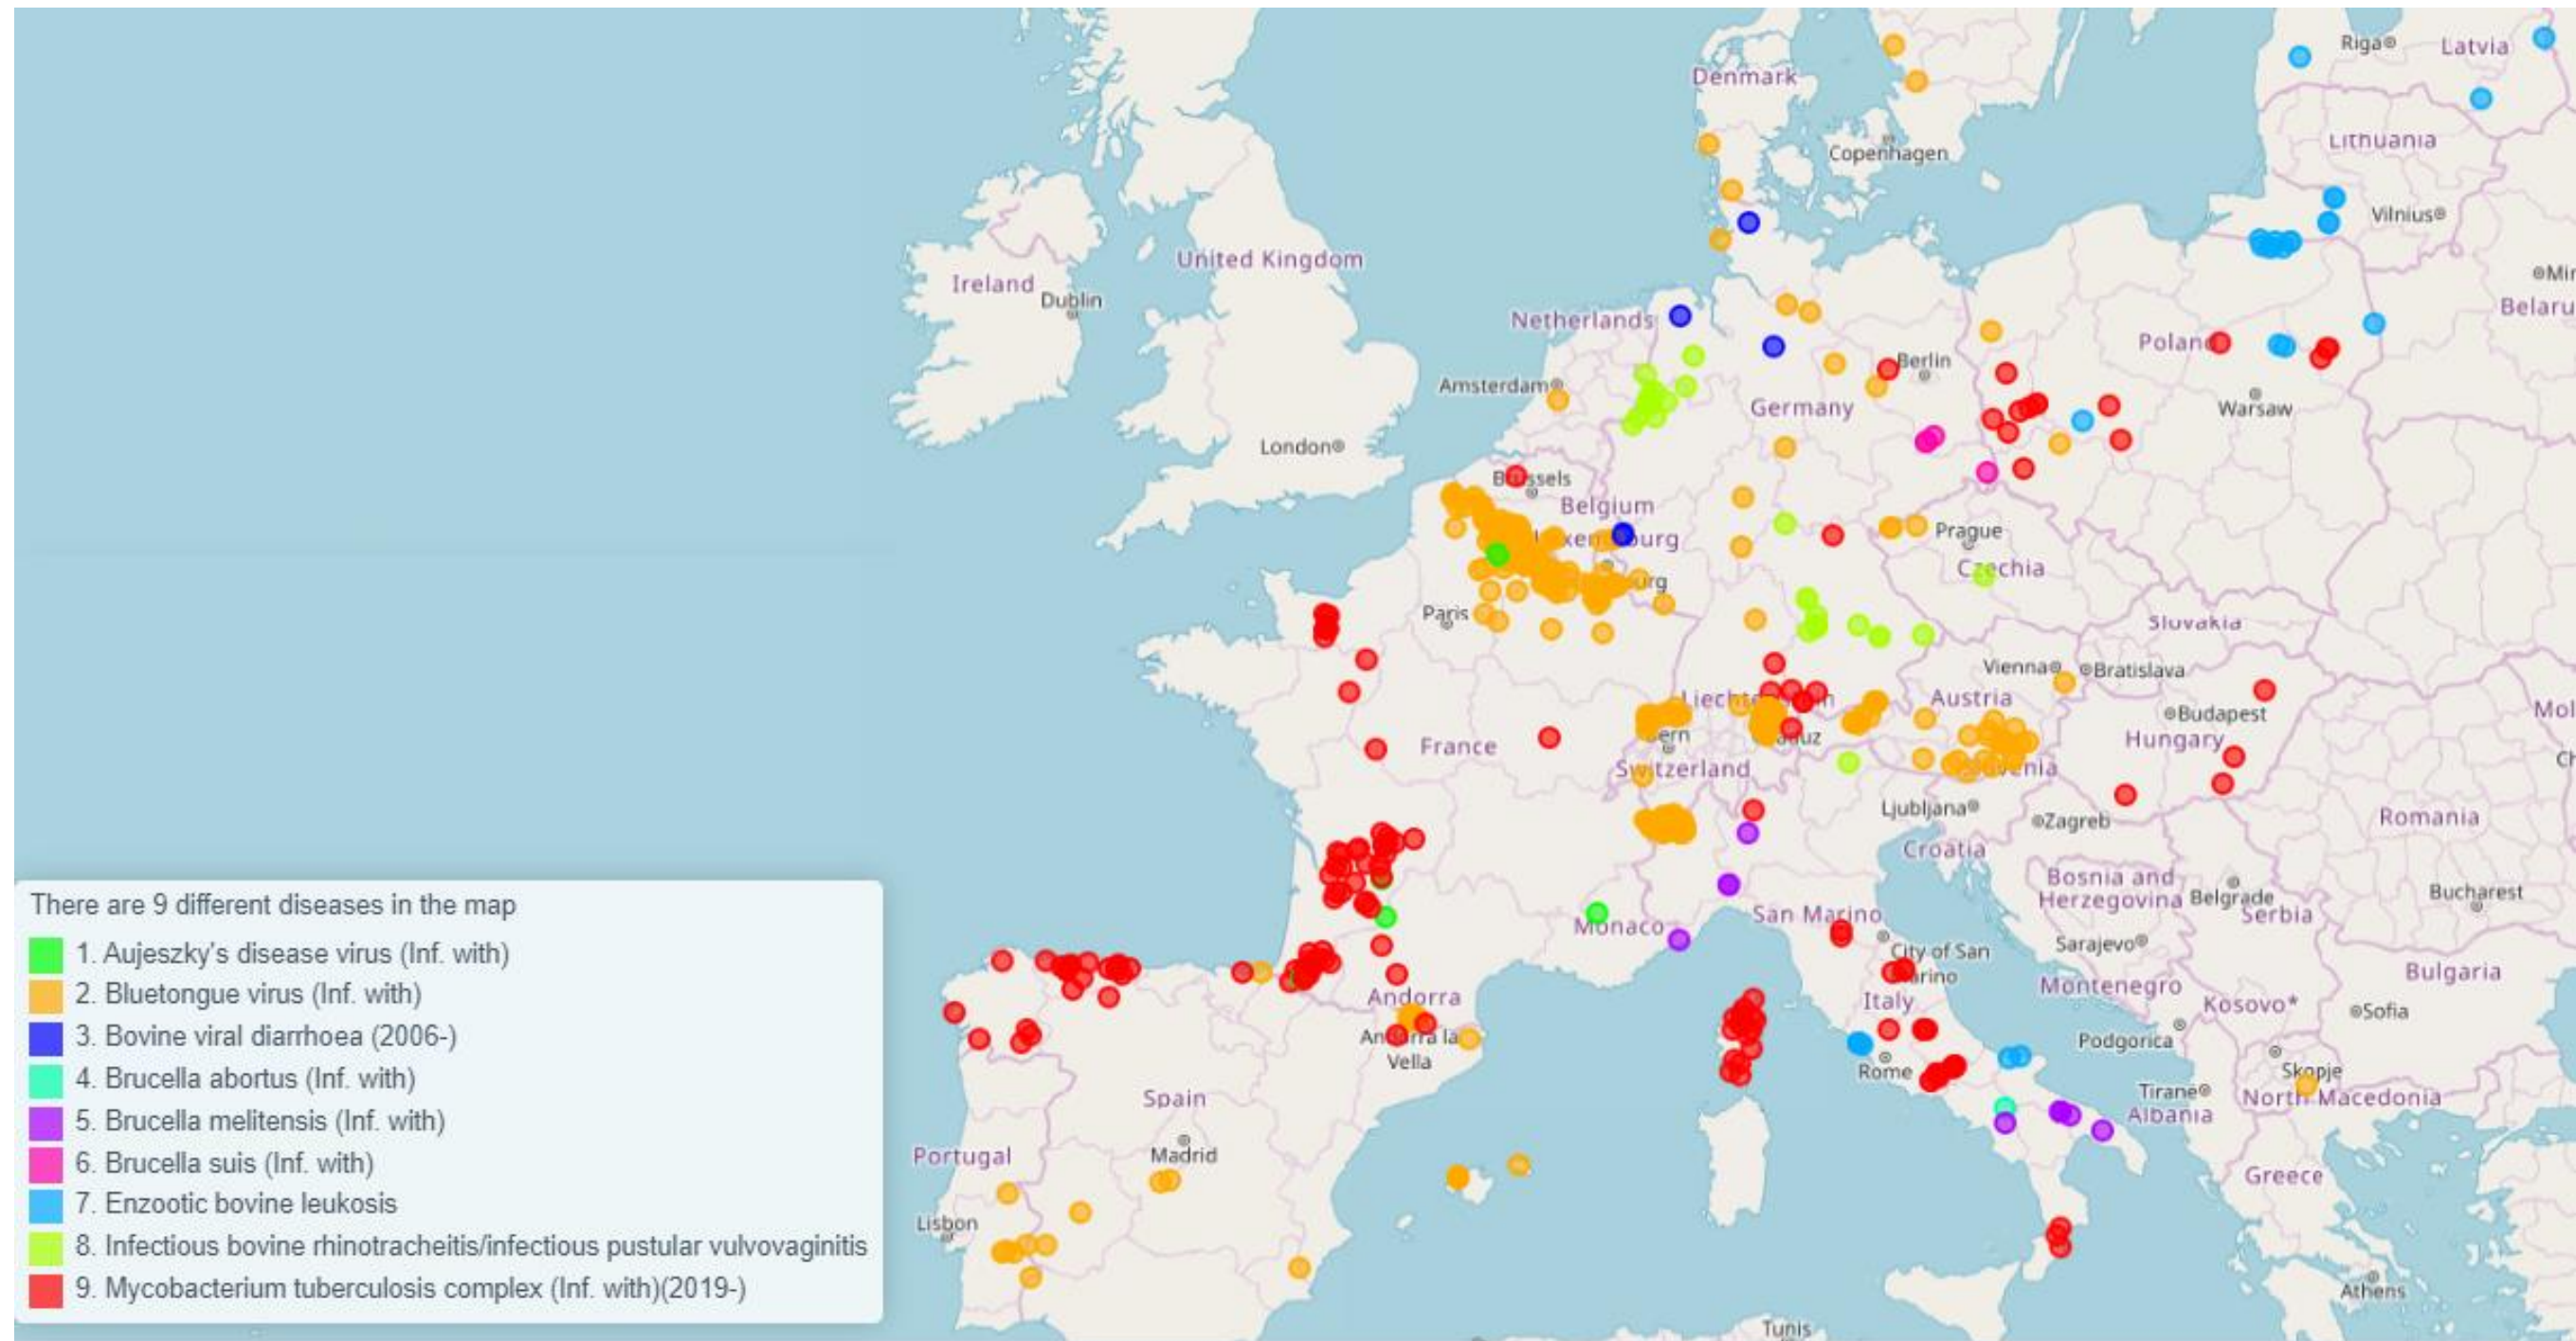 Riga
Latvia
Denmark
Lithuania
Copenhagen
Vilnius
United Kingdom
Ireland
Dublin
Belaru
Netherlands
Poland
Berlin
Amsterdam
Germany
Warsaw
London
Brussels
Belgium
Prague
Czechia
Paris
Slovakia
Vienna
Bratislava
Austria
Budapest
France
Hungary
Switzerland
Ljubljana
Zagreb
Romania
Croatia
Bosnia and
Herzegovina
Belgrade
Bucharest
Serbia
San Marino
Monaco
City of San
Marino
Sarajevo
Montenegro
Bulgaria
Andorra
Italy
Kosovo*
Sofia
Andorra la
Vella
Podgorica
Rome
Skopje
Spain
Tirane
North Macedonia
Albania
Portugal
Madrid
Greece
Lisbon
Athens
Tunis
There are 9 different diseases in the map
1. Aujeszky's disease virus (Inf. with)
2. Bluetongue virus (Inf. with)
3. Bovine viral diarrhoea (2006-)
4. Brucella abortus (Inf. with)
5. Brucella melitensis (Inf. with)
6. Brucella suis (Inf. with)
7. Enzootic bovine leukosis
8. Infectious bovine rhinotracheitis/infectious pustular vulvovaginitis
9. Mycobacterium tuberculosis complex (Inf. with)(2019-)